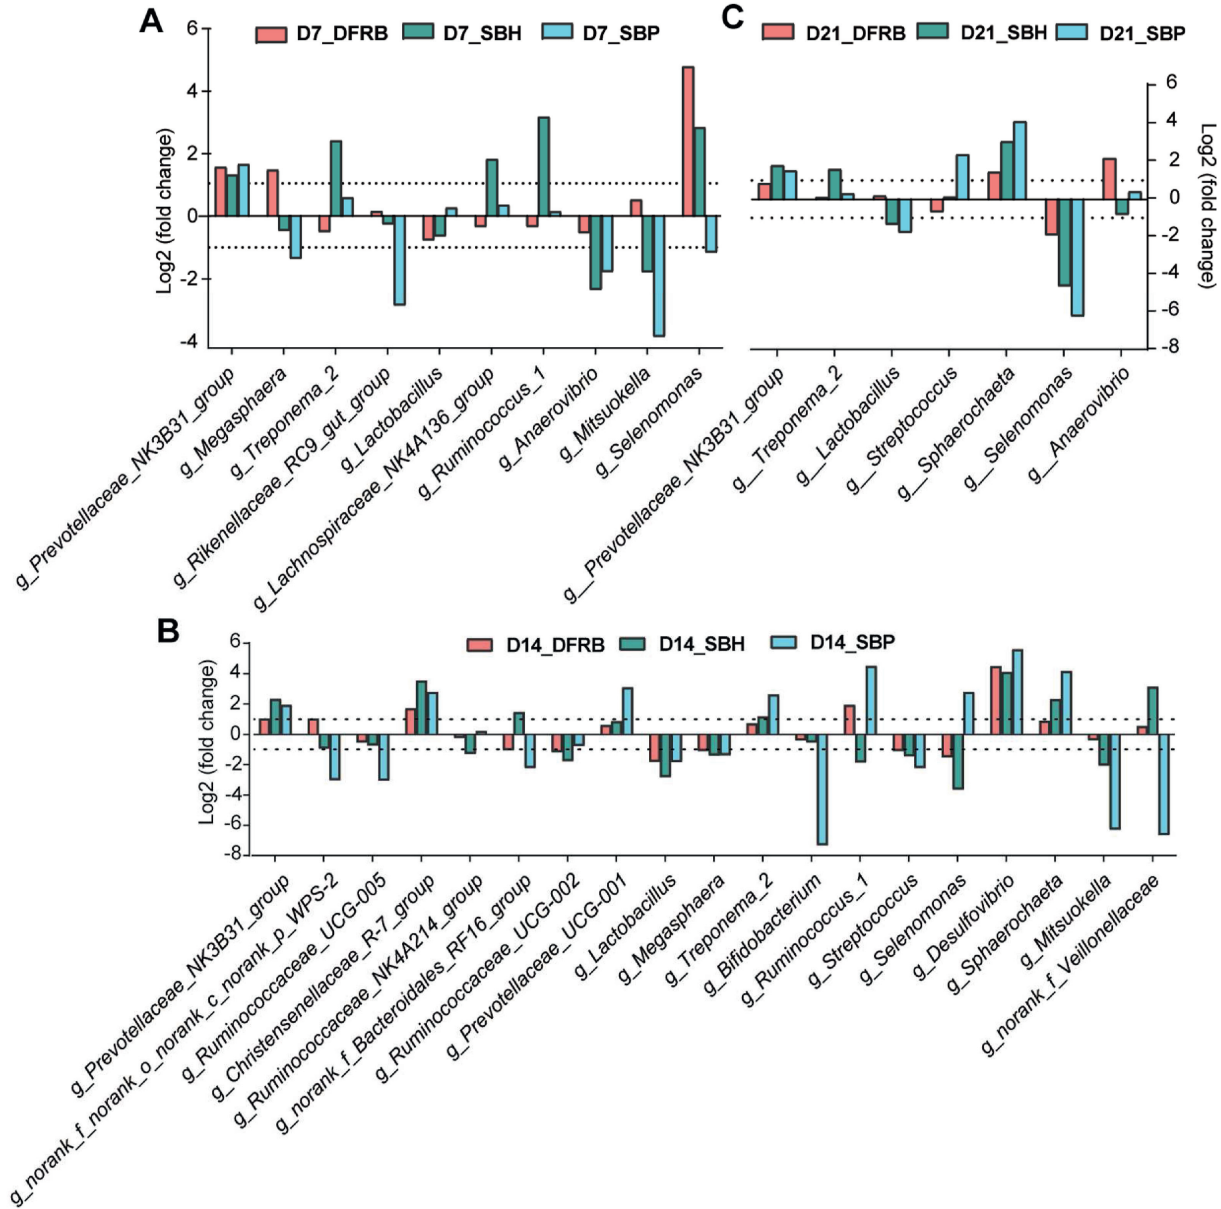 A
D7_DFRB D7_SBH D7_SBP
Log2 (fold change)
6
4
2
0
-2
-4
g_Prevotellaceae_NK3B31_group
g_Megasphaera
g_Treponema_2
g_Rikenellaceae_RC9_gut_group
g_Lactobacillus
g_Lachnospiraceae_NK4A136_group
g_Ruminococcus_1
g_Anaerovibrio
g_Mitsuokella
g_Selenomonas
C
D21_DFRB D21_SBH D21_SBP
Log2 (fold change)
6
4
2
0
-2
-4
-6
-8
g__Prevotellaceae_NK3B31_group
g__Treponema_2
g__Lactobacillus
g__Streptococcus
g__Sphaerochaeta
g__Selenomonas
g__Anaerovibrio
B
D14_DFRB D14_SBH D14_SBP
Log2 (fold change)
6
4
2
0
-2
-4
-6
-8
g_Prevotellaceae_NK3B31_group
g_norank_f_norank_o_norank_c_norank_p_WPS-2
g_Ruminococcaceae_UCG-005
g_Christensenellaceae_R-7_group
g_Ruminococcaceae_NK4A214_group
g_norank_f_Bacteroidales_RF16_group
g_Ruminococcaceae_UCG-002
g_Prevotellaceae_UCG-001
g_Lactobacillus
g_Megasphaera
g_Treponema_2
g_Bifidobacterium
g_Ruminococcus_1
g_Streptococcus
g_Selenomonas
g_Desulfovibrio
g_Sphaerochaeta
g_Mitsuokella
g_norank_f_Veillonellaceae